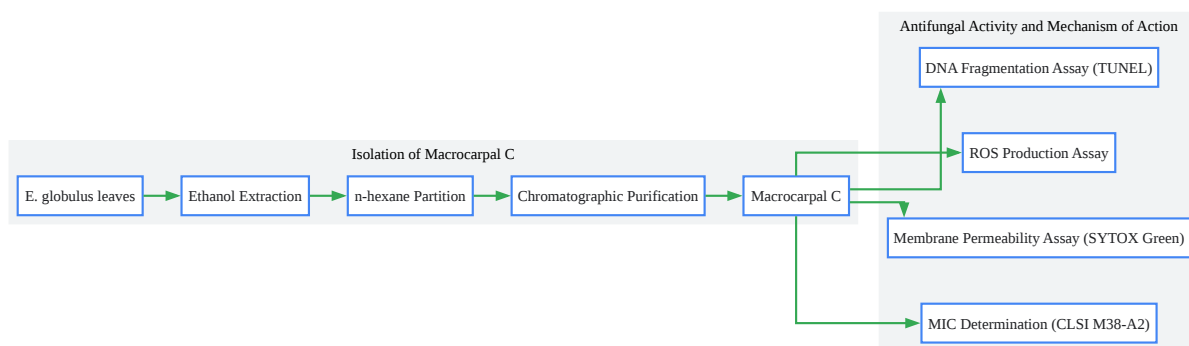 Isolation of Macrocarpal C
E. globulus leaves
Ethanol Extraction
n-hexane Partition
Chromatographic Purification
Macrocarpal C
Antifungal Activity and Mechanism of Action
DNA Fragmentation Assay (TUNEL)
ROS Production Assay
Membrane Permeability Assay (SYTOX Green)
MIC Determination (CLSI M38-A2)